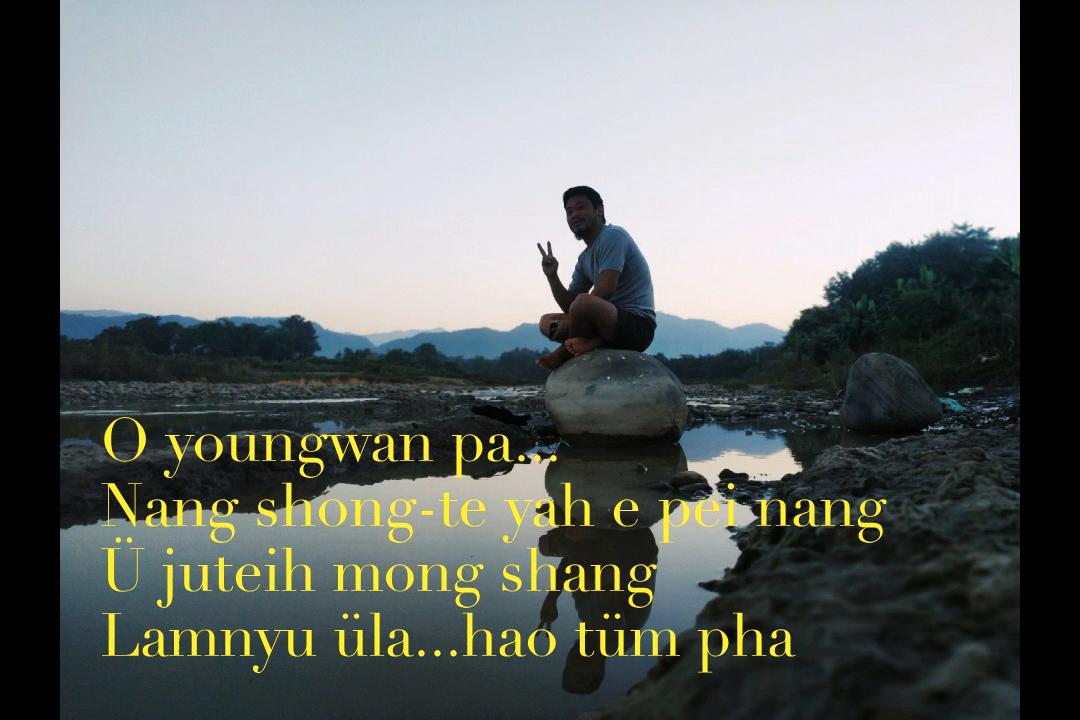 O youngwan pa...
Nang shong-te yah e pei nang
Ü juteih mong shang
Lamnyu üla...hao tüm pha